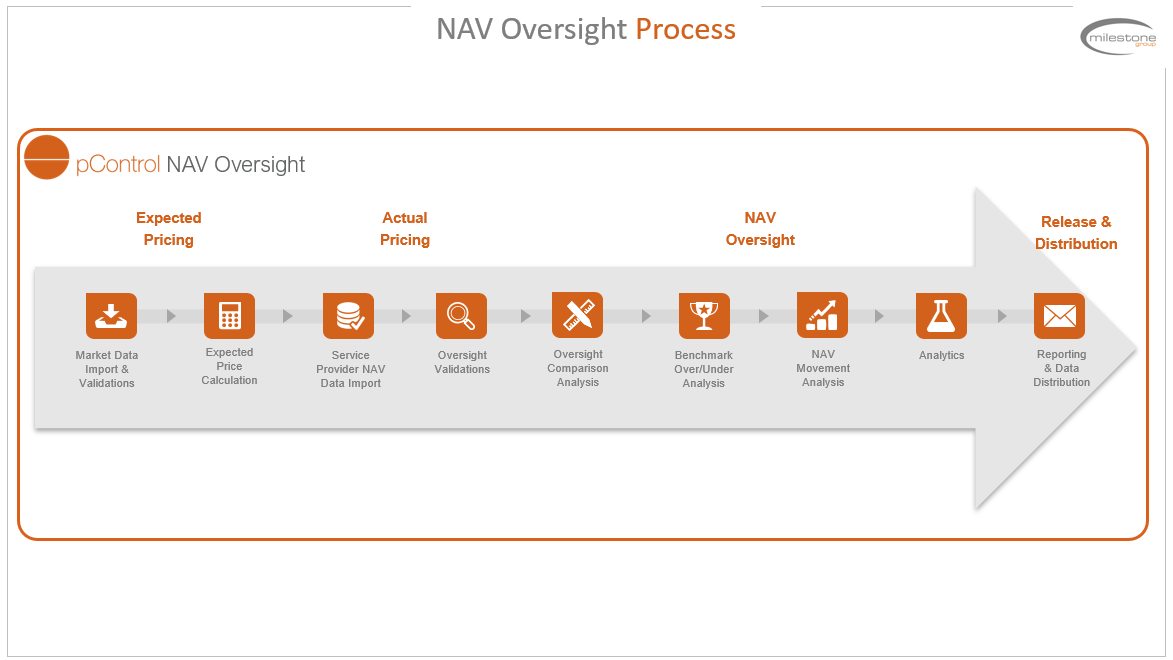 NAV Oversight Process
milestone
group
pControl NAV Oversight
Expected
Pricing
Actual
Pricing
NAV
Oversight
Release &
Distribution
Market Data
Import &
Validations
Expected
Price
Calculation
Service
Provider NAV
Data Import
Oversight
Validations
Oversight
Comparison
Analysis
Benchmark
Over/Under
Analysis
NAV
Movement
Analysis
Analytics
Reporting
& Data
Distribution